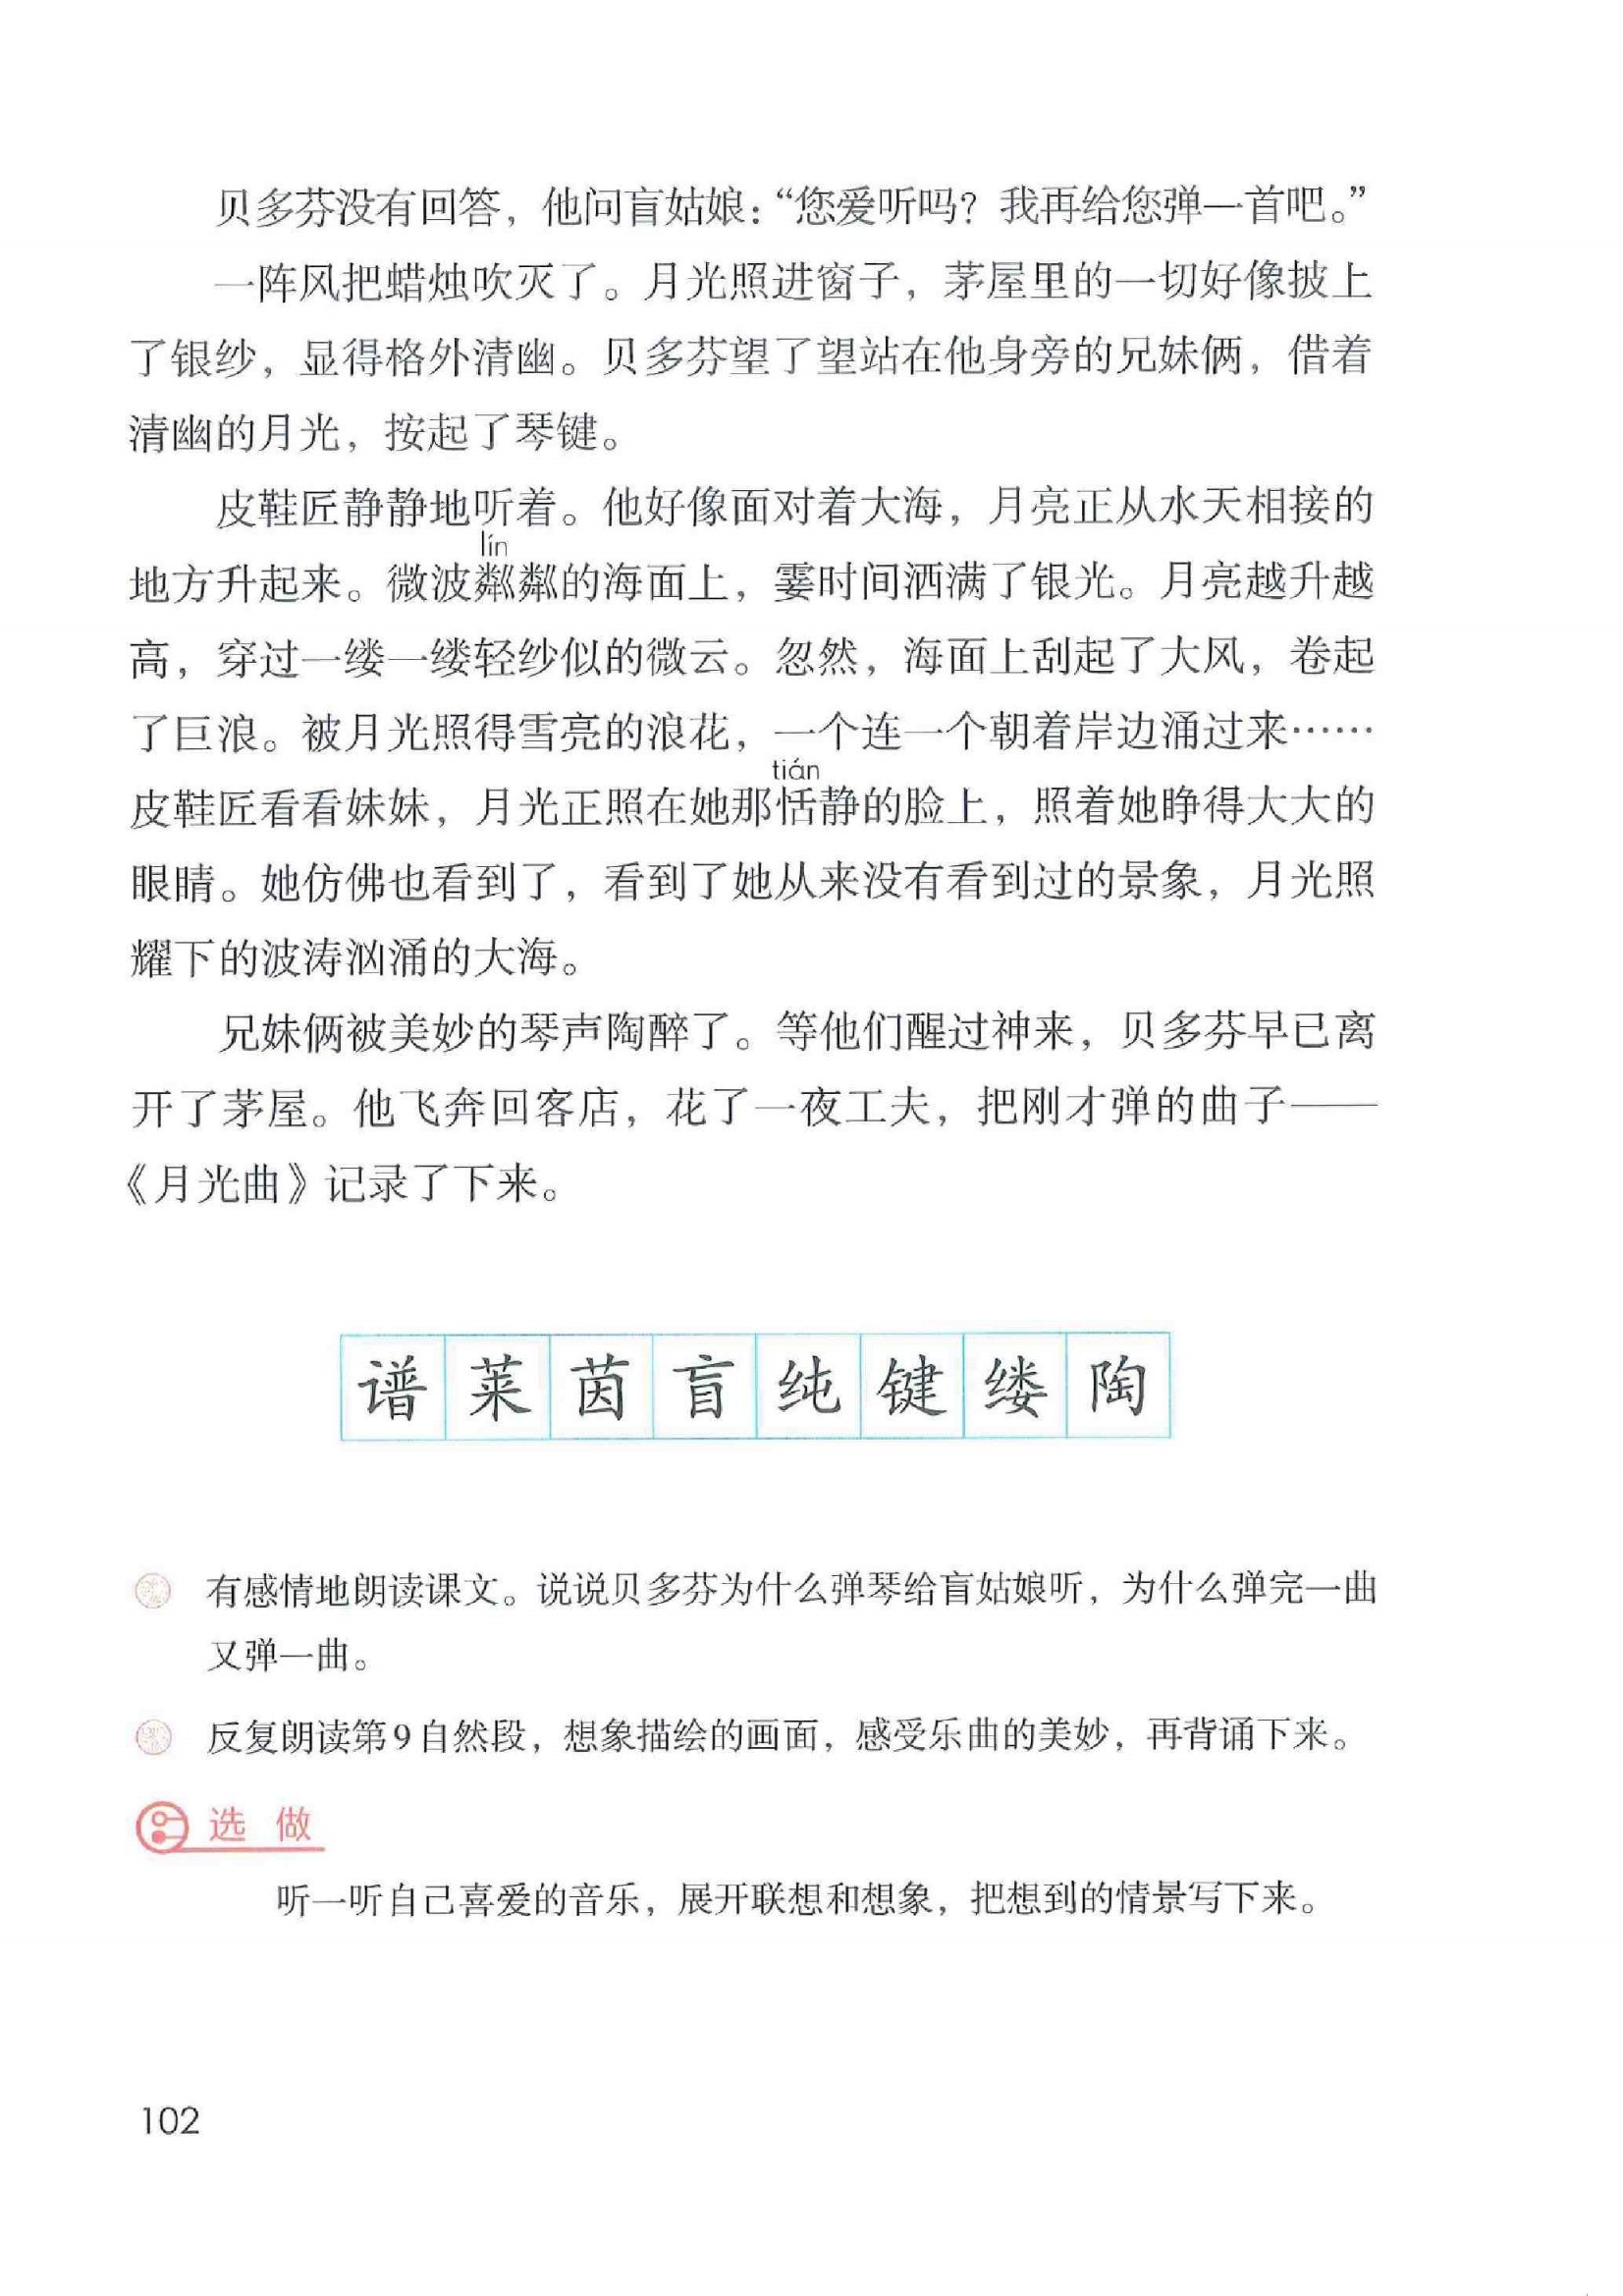 贝多芬没有回答，他问盲姑娘：“您爱听吗？我再给您弹一首吧。”
一阵风把蜡烛吹灭了。月光照进窗子，茅屋里的一切好像披上
了银纱，显得格外清幽。贝多芬望了望站在他身旁的兄妹俩，借着
清幽的月光，按起了琴键。
皮鞋匠静静地听着。他好像面对着大海，月亮正从水天相接的
lín
地方升起来。微波粼粼的海面上，霎时间洒满了银光。月亮越升越
高，穿过一缕一缕轻纱似的微云。忽然，海面上刮起了大风，卷起
了巨浪。被月光照得雪亮的浪花，一个连一个朝着岸边涌过来……
tián
皮鞋匠看看妹妹，月光正照在她那恬静的脸上，照着她睁得大大的
眼睛。她仿佛也看到了，看到了她从来没有看到过的景象，月光照
耀下的波涛汹涌的大海。
兄妹俩被美妙的琴声陶醉了。等他们醒过神来，贝多芬早已离
开了茅屋。他飞奔回客店，花了一夜工夫，把刚才弹的曲子——
《月光曲》记录了下来。
谱莱茵盲纯键缕陶
有感情地朗读课文。说说贝多芬为什么弹琴给盲姑娘听，为什么弹完一曲
又弹一曲。
反复朗读第9自然段，想象描绘的画面，感受乐曲的美妙，再背诵下来。
选做
听一听自己喜爱的音乐，展开联想和想象，把想到的情景写下来。
102